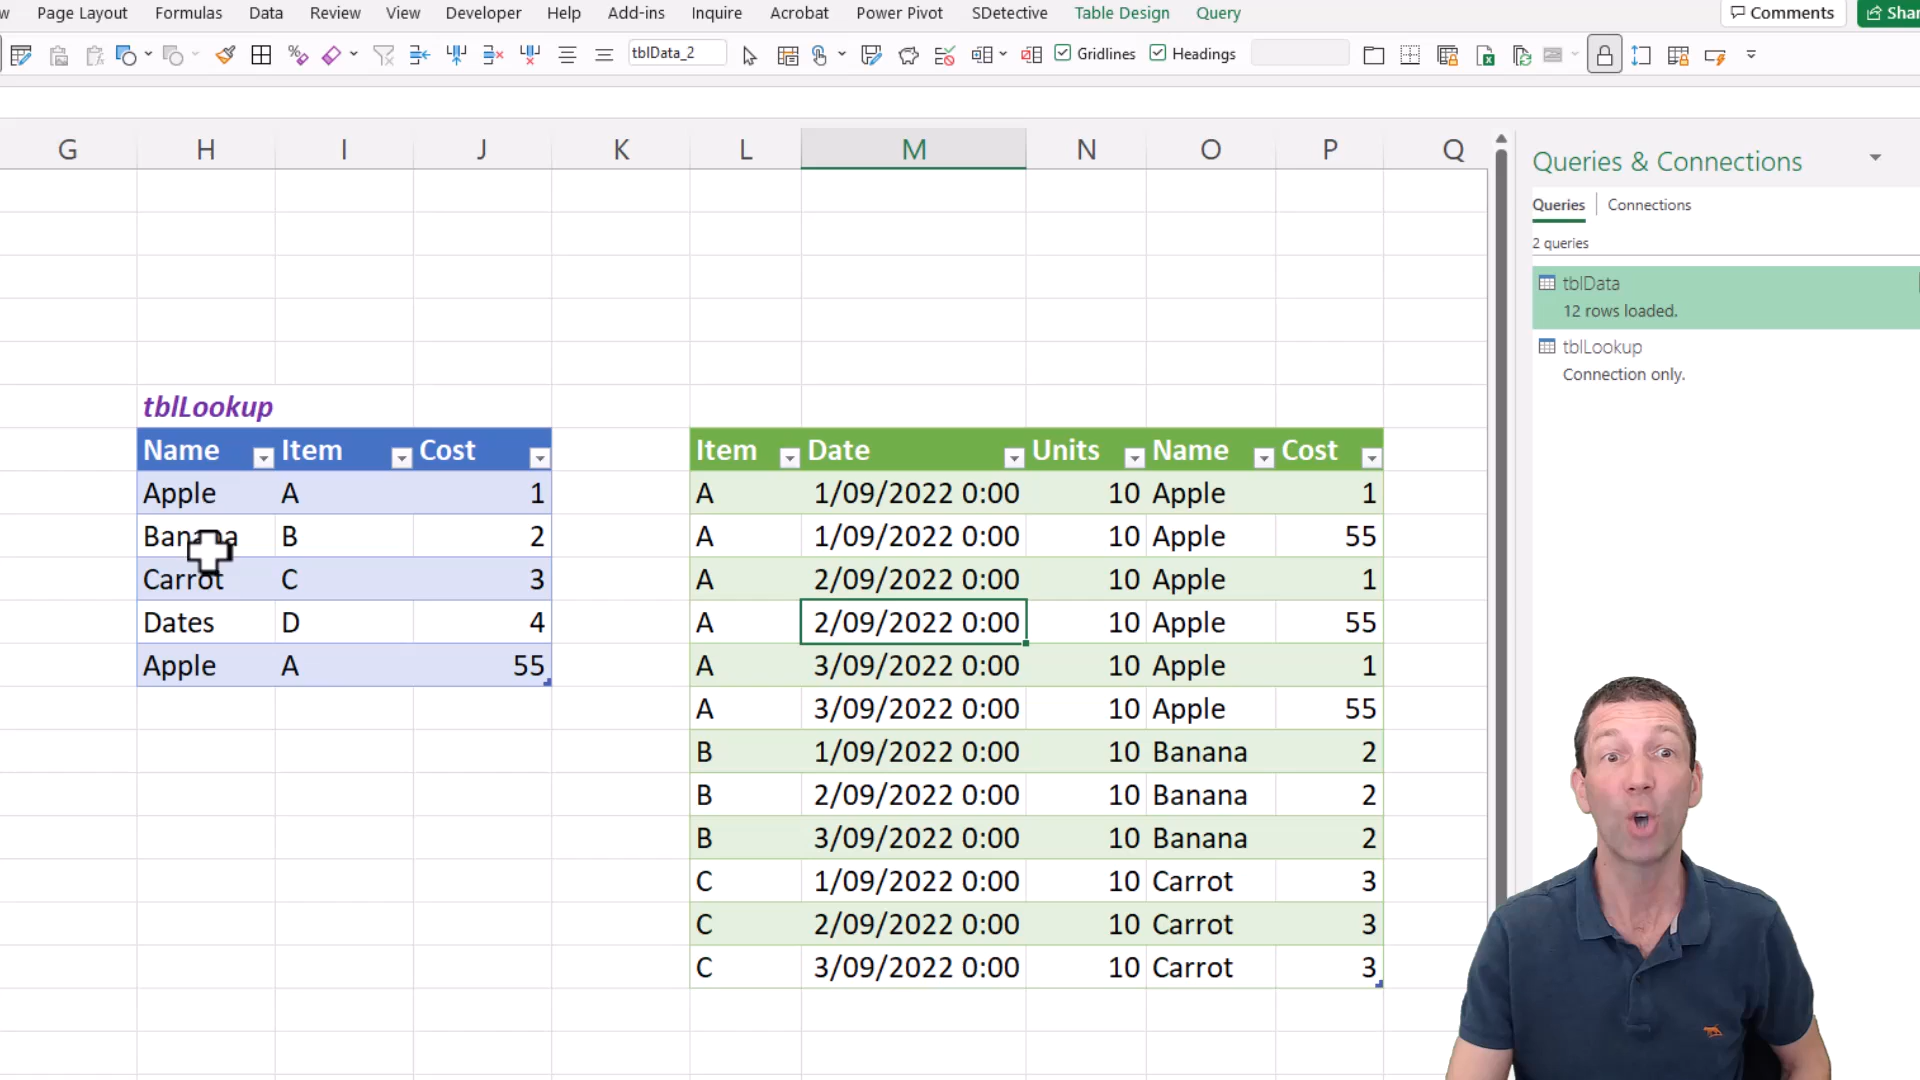 w Page Layout Formulas Data Review View Developer Help Add-ins Inquire Acrobat Power Pivot SDetective Table Design Query Comments Shar
tblData_2 Gridlines Headings
G H I J K L M N O P Q
Queries & Connections
Queries Connections
2 queries
tblData
12 rows loaded.
tblLookup
Connection only.
tblLookup
Name Item Cost
Apple A 1
Banana B 2
Carrot C 3
Dates D 4
Apple A 55
Item Date Units Name Cost
A 1/09/2022 0:00 10 Apple 1
A 1/09/2022 0:00 10 Apple 55
A 2/09/2022 0:00 10 Apple 1
A 2/09/2022 0:00 10 Apple 55
A 3/09/2022 0:00 10 Apple 1
A 3/09/2022 0:00 10 Apple 55
B 1/09/2022 0:00 10 Banana 2
B 2/09/2022 0:00 10 Banana 2
B 3/09/2022 0:00 10 Banana 2
C 1/09/2022 0:00 10 Carrot 3
C 2/09/2022 0:00 10 Carrot 3
C 3/09/2022 0:00 10 Carrot 3